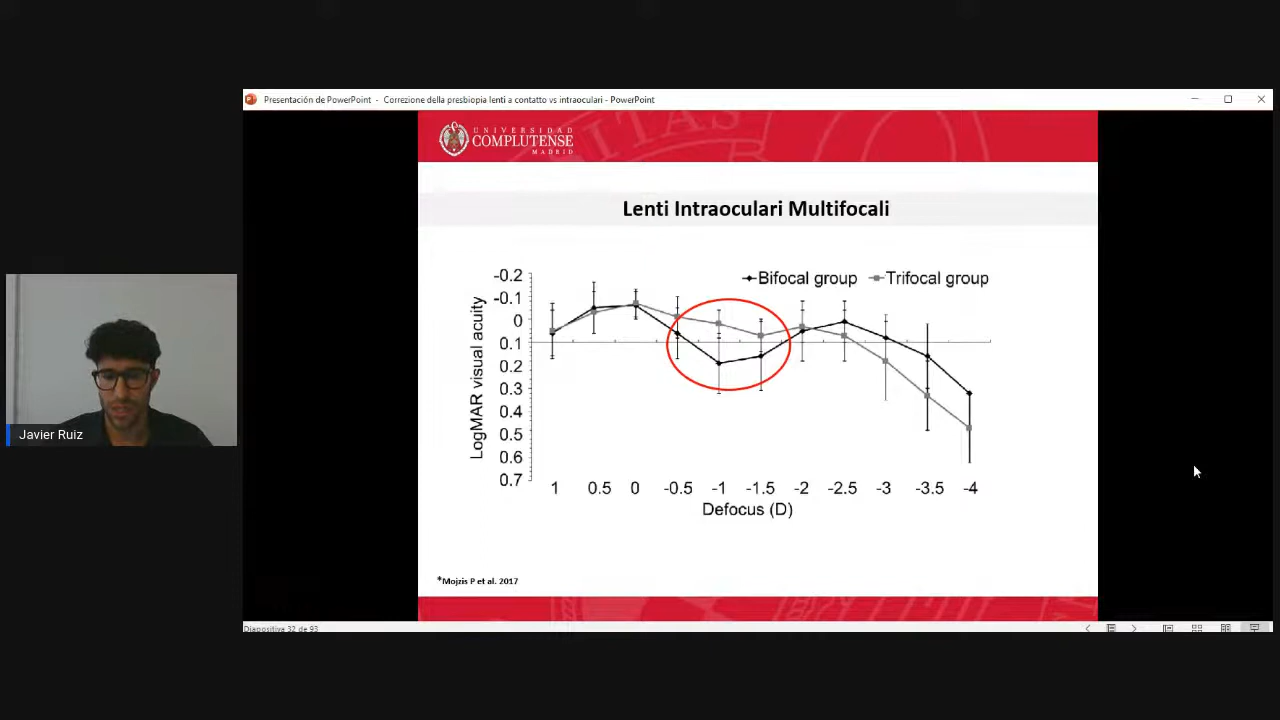 Presentación de PowerPoint - Correzione della presbiopia lenti a contatto vs intraoculari - PowerPoint
UNIVERSIDAD
COMPLUTENSE
MADRID
Lenti Intraoculari Multifocali
Bifocal group
Trifocal group
LogMAR visual acuity
-0.2
-0.1
0
0.1
0.2
0.3
0.4
0.5
0.6
0.7
1 0.5 0 -0.5 -1 -1.5 -2 -2.5 -3 -3.5 -4
Defocus (D)
*Mojzis P et al. 2017
Diapositiva 32 de 93
Javier Ruiz